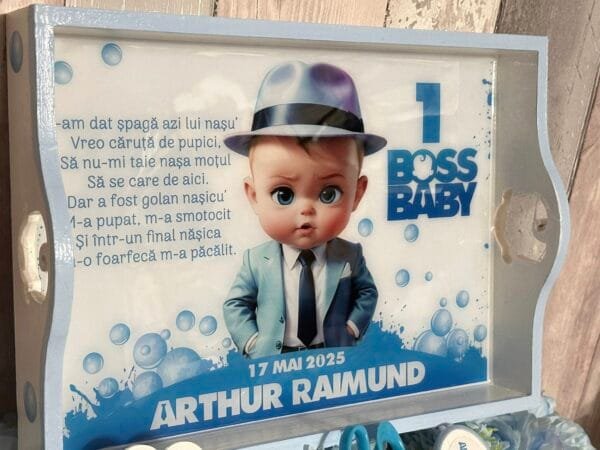 -am dat șpagă azi lui nașu'
Vreo căruță de pupici,
Să nu-mi taie nașa moțul
Să se care de aici.
Dar a fost golan nașicu'
M-a pupat, m-a smotocit
Și într-un final nășica
-o foarfecă m-a păcălit.
1
BOSS
BABY
17 MAI 2025
ARTHUR RAIMUND